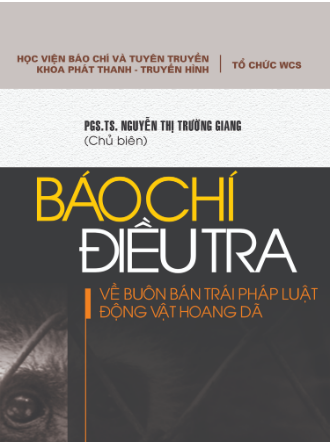 HỌC VIỆN BÁO CHÍ VÀ TUYÊN TRUYỀN
KHOA PHÁT THANH - TRUYỀN HÌNH
TỔ CHỨC WCS
PGS.TS. NGUYỄN THỊ TRƯỜNG GIANG
(Chủ biên)
BÁO CHÍ
ĐIỀU TRA
VỀ BUÔN BÁN TRÁI PHÁP LUẬT
ĐỘNG VẬT HOANG DÃ